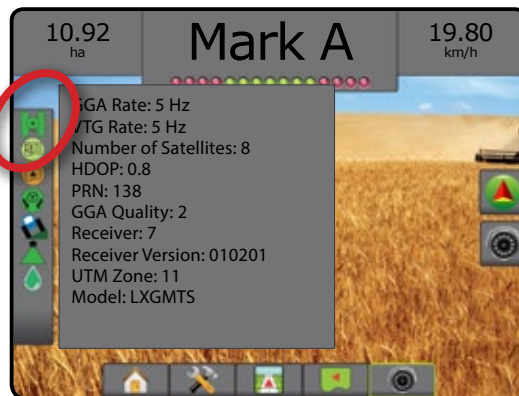 10.92
ha
Mark A
19.80
km/h
GGA Rate: 5 Hz
VTG Rate: 5 Hz
Number of Satellites: 8
HDOP: 0.8
PRN: 138
GGA Quality: 2
Receiver: 7
Receiver Version: 010201
UTM Zone: 11
Model: LXGMTS